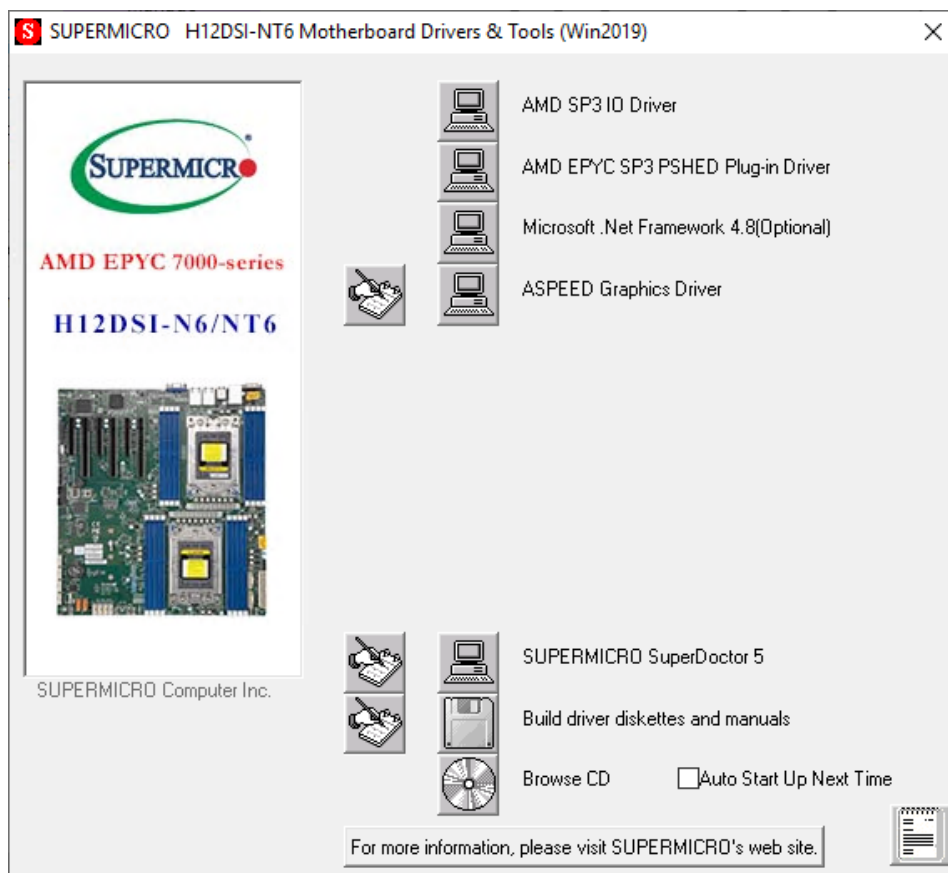 S SUPERMICRO H12DSI-NT6 Motherboard Drivers & Tools (Win2019)
SUPERMICR
AMD EPYC 7000-series
H12DSI-N6/NT6
SUPERMICRO Computer Inc.
AMD SP3 IO Driver
AMD EPYC SP3 PSHED Plug-in Driver
Microsoft .Net Framework 4.8(Optional)
ASPEED Graphics Driver
SUPERMICRO SuperDoctor 5
Build driver diskettes and manuals
Browse CD
Auto Start Up Next Time
For more information, please visit SUPERMICRO's web site.